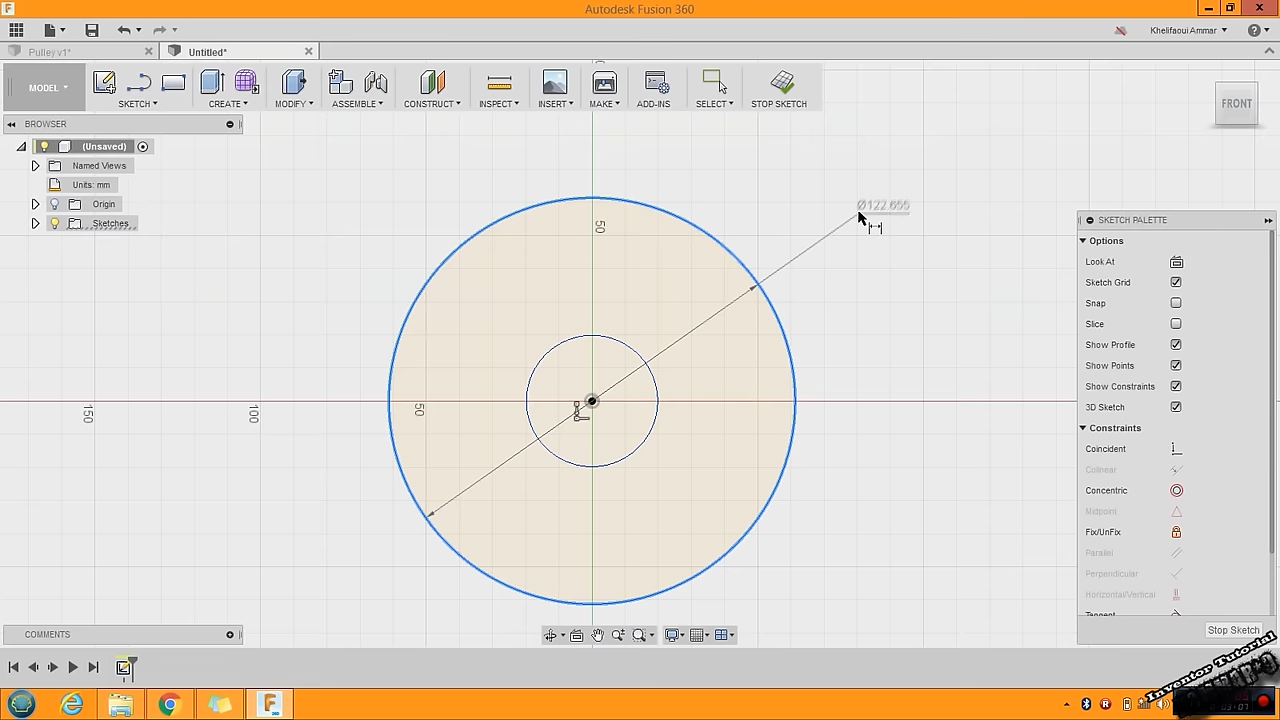 Autodesk Fusion 360
Khelifaoui Ammar
Pulley v1*
Untitled*
MODEL
SKETCH
CREATE
MODIFY
ASSEMBLE
CONSTRUCT
INSPECT
INSERT
MAKE
ADD-INS
SELECT
STOP SKETCH
BROWSER
FRONT
(Unsaved)
Named Views
Units: mm
Origin
Sketches
50
Ø122.655
150
100
50
SKETCH PALETTE
Options
Look At
Sketch Grid
Snap
Slice
Show Profile
Show Points
Show Constraints
3D Sketch
Constraints
Coincident
Colinear
Concentric
Midpoint
Fix/UnFix
Parallel
Perpendicular
Horizontal/Vertical
Tangent
Stop Sketch
COMMENTS
Inventor Tutorial